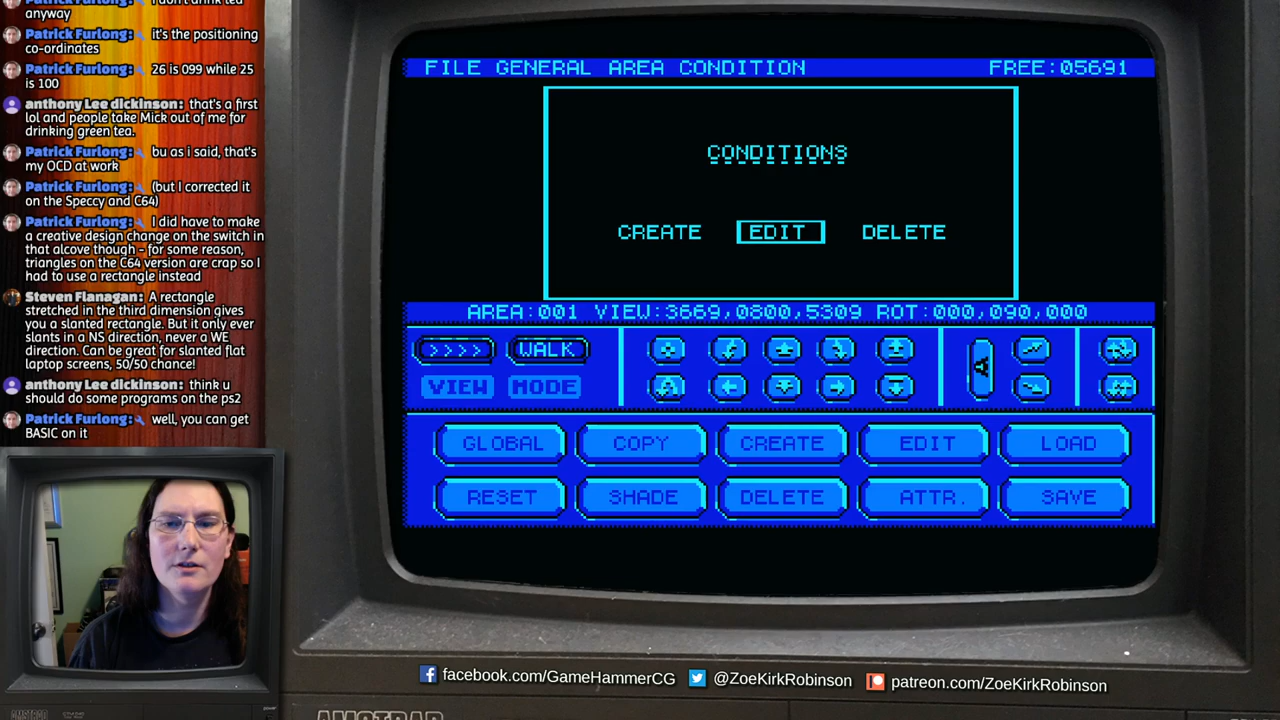 Patrick Furlong: I don't drink tea
anyway
Patrick Furlong: it's the positioning
co-ordinates
Patrick Furlong: 26 is 099 while 25
is 100
anthony Lee dickinson: that's a first
lol and people take Mick out of me for
drinking green tea.
Patrick Furlong: bu as i said, that's
my OCD at work
Patrick Furlong: (but I corrected it
on the Speccy and C64)
Patrick Furlong: I did have to make
a creative design change on the switch in
that alcove though - for some reason,
triangles on the C64 version are crap so I
had to use a rectangle instead
Steven Flanagan: A rectangle
stretched in the third dimension gives
you a slanted rectangle. But it only ever
slants in a NS direction, never a WE
direction. Can be great for slanted flat
laptop screens, 50/50 chance!
anthony Lee dickinson: think u
should do some programs on the ps2
Patrick Furlong: well, you can get
BASIC on it
FILE GENERAL AREA CONDITION FREE:05691
CONDITIONS
CREATE EDIT DELETE
AREA:001 VIEW:3669,0800,5309 ROT:000,090,000
>>>> WALK
VIEW MODE
GLOBAL COPY CREATE EDIT LOAD
RESET SHADE DELETE ATTR. SAVE
facebook.com/GameHammerCG @ZoeKirkRobinson patreon.com/ZoeKirkRobinson
AMSTRAD